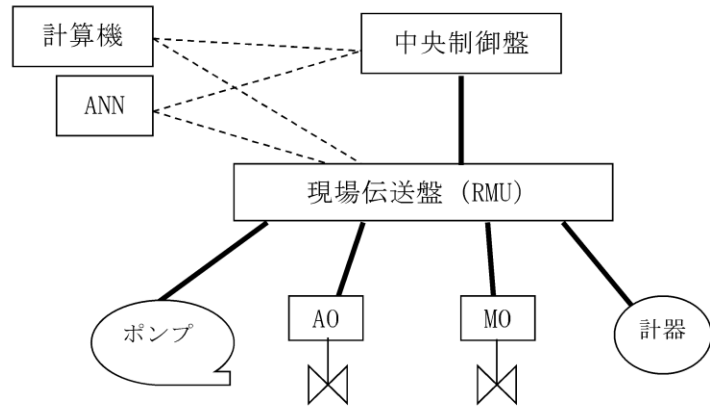 計算機
中央制御盤
ANN
現場伝送盤（RMU）
ポンプ
AO
MO
計器